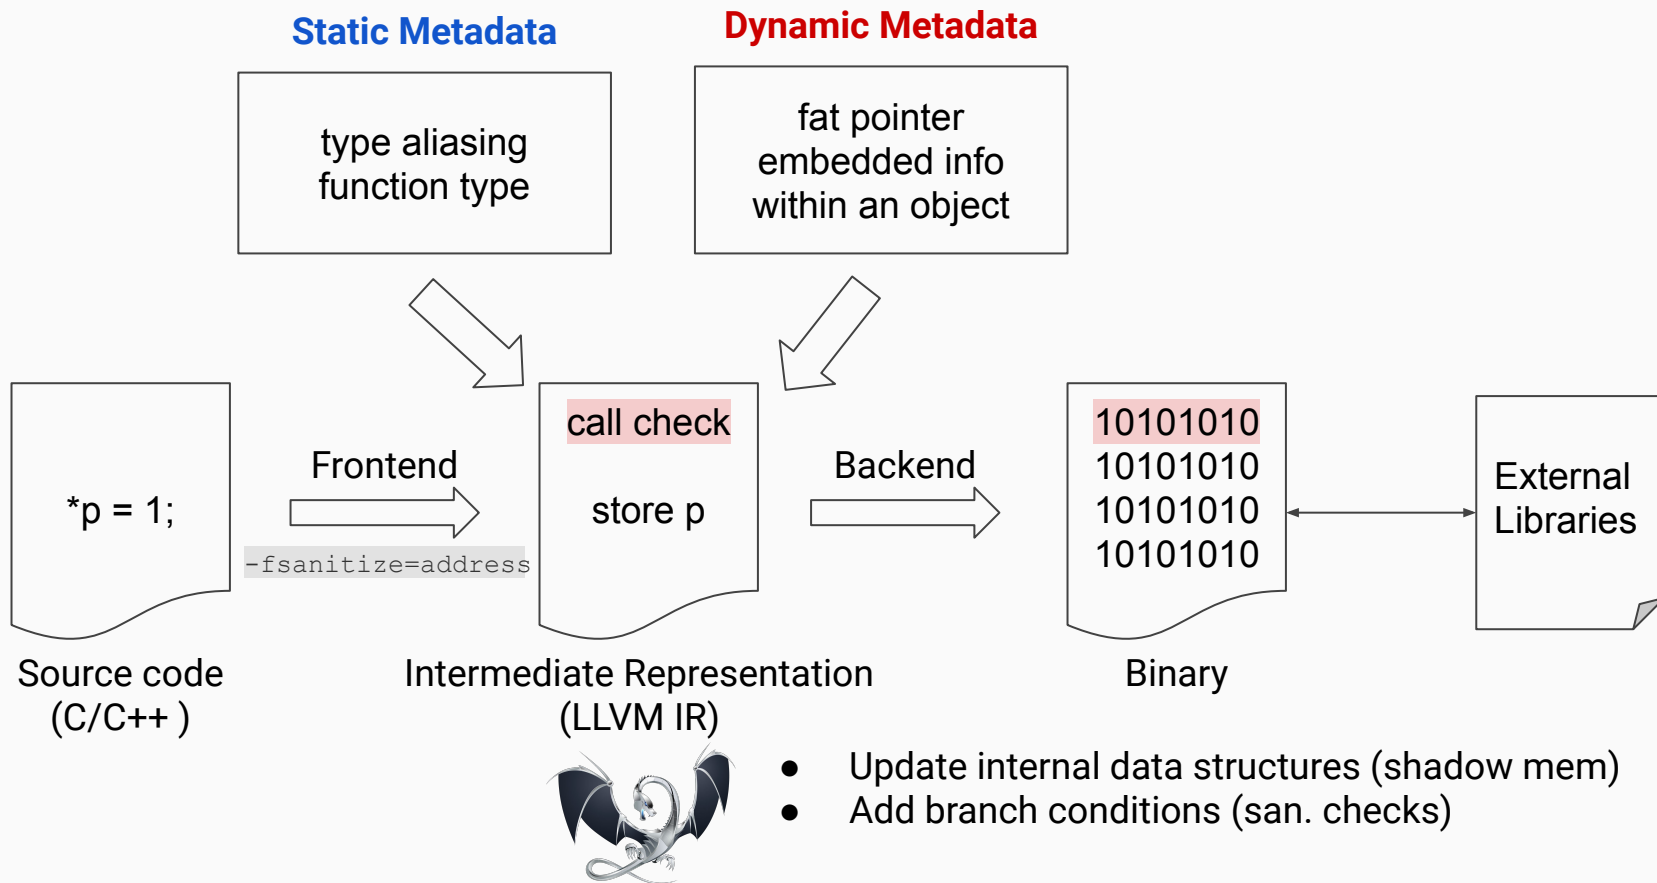 Static Metadata
Dynamic Metadata
type aliasing
function type
fat pointer
embedded info
within an object
*p = 1;
Frontend
-fsanitize=address
call check
store p
Backend
10101010
10101010
10101010
10101010
External
Libraries
Source code
(C/C++ )
Intermediate Representation
(LLVM IR)
Binary
● Update internal data structures (shadow mem)
● Add branch conditions (san. checks)